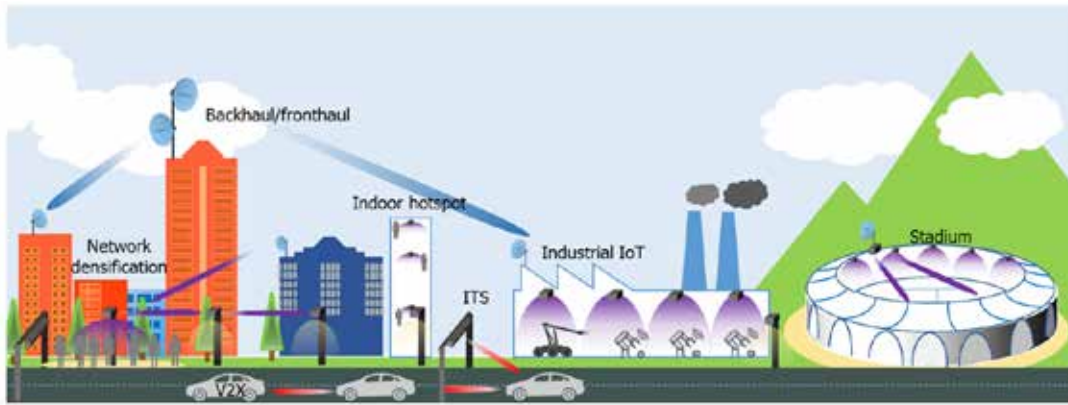 Backhaul/fronthaul
Indoor hotspot
Network
densification
Industrial IoT
Stadium
ITS
V2X